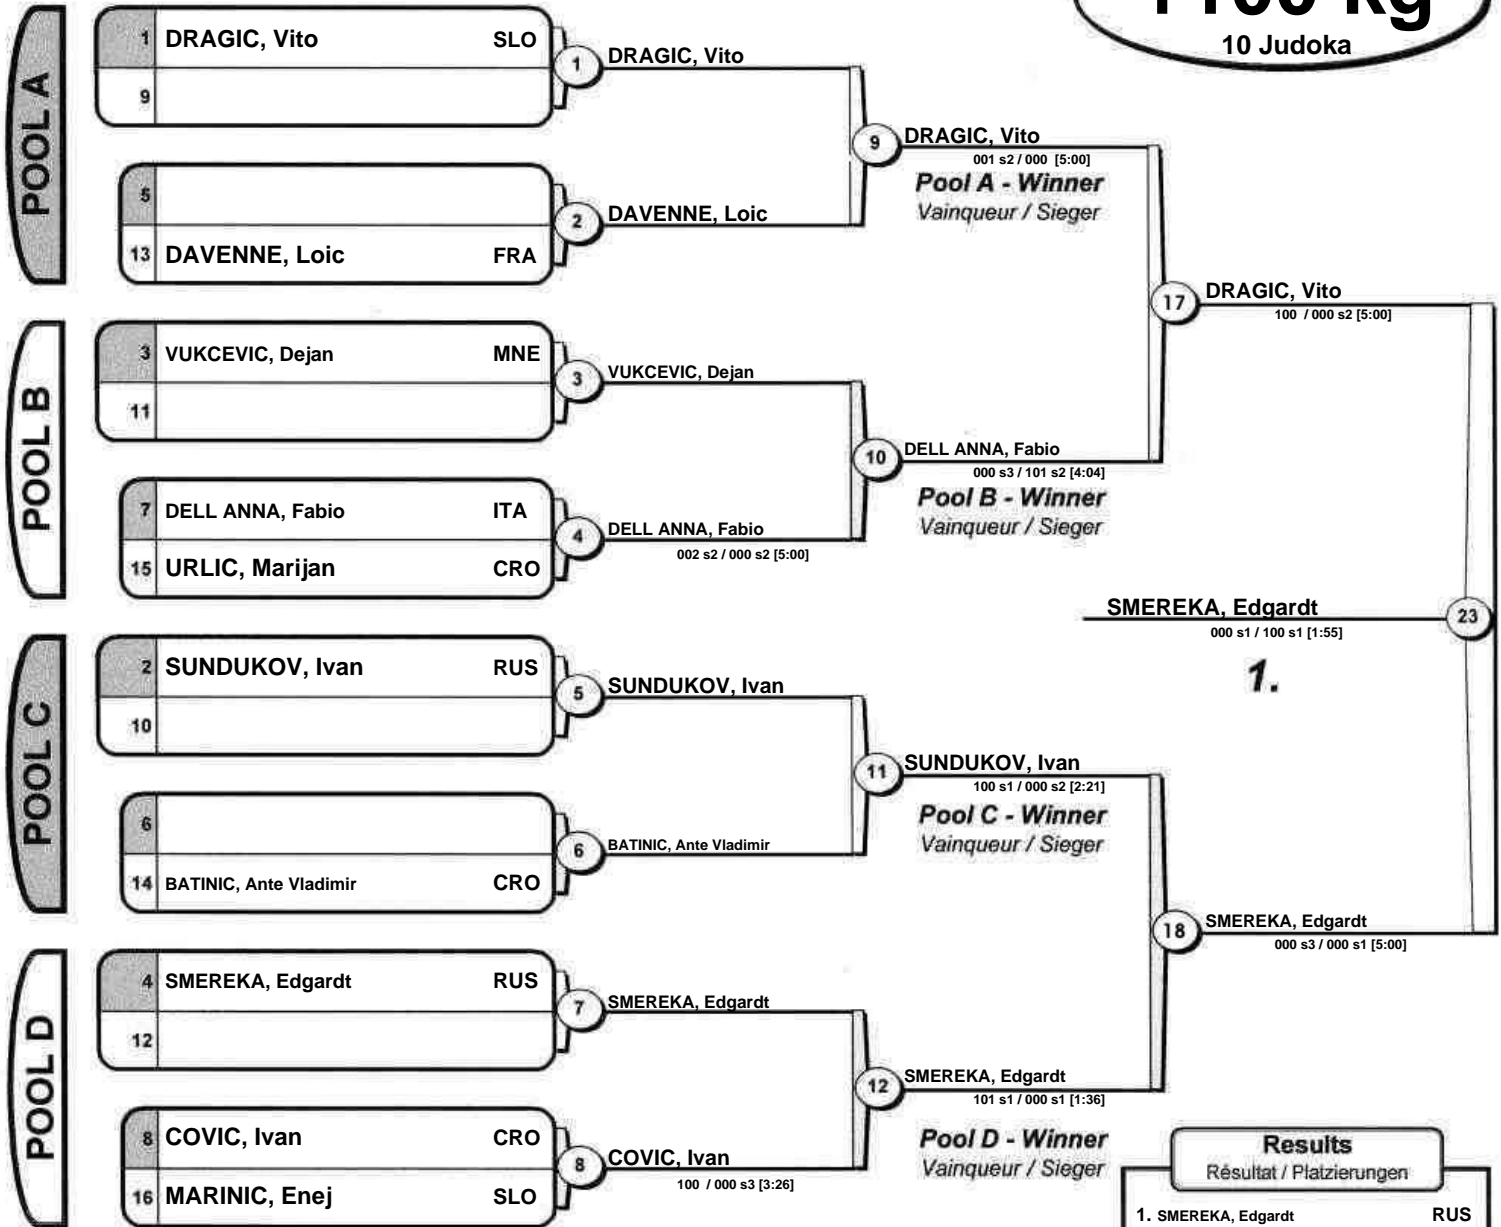 100 kg
10 Judoka
POOL A
1 DRAGIC, Vito SLO
9
1 DRAGIC, Vito
5
13 DAVENNE, Loic FRA
2 DAVENNE, Loic
9 DRAGIC, Vito
001 s2 / 000 [5:00]
Pool A - Winner
Vainqueur / Sieger
POOL B
3 VUKCEVIC, Dejan MNE
11
3 VUKCEVIC, Dejan
7 DELL ANNA, Fabio ITA
15 URLIC, Marijan CRO
4 DELL ANNA, Fabio
002 s2 / 000 s2 [5:00]
10 DELL ANNA, Fabio
000 s3 / 101 s2 [4:04]
Pool B - Winner
Vainqueur / Sieger
17 DRAGIC, Vito
100 / 000 s2 [5:00]
SMEREKA, Edgardt 23
000 s1 / 100 s1 [1:55]
1.
POOL C
2 SUNDUKOV, Ivan RUS
10
5 SUNDUKOV, Ivan
6
14 BATINIC, Ante Vladimir CRO
6 BATINIC, Ante Vladimir
11 SUNDUKOV, Ivan
100 s1 / 000 s2 [2:21]
Pool C - Winner
Vainqueur / Sieger
18 SMEREKA, Edgardt
000 s3 / 000 s1 [5:00]
POOL D
4 SMEREKA, Edgardt RUS
12
7 SMEREKA, Edgardt
8 COVIC, Ivan CRO
16 MARINIC, Enej SLO
8 COVIC, Ivan
100 / 000 s3 [3:26]
12 SMEREKA, Edgardt
101 s1 / 000 s1 [1:36]
Pool D - Winner
Vainqueur / Sieger
Results
Résultat / Platzierungen
1. SMEREKA, Edgardt RUS